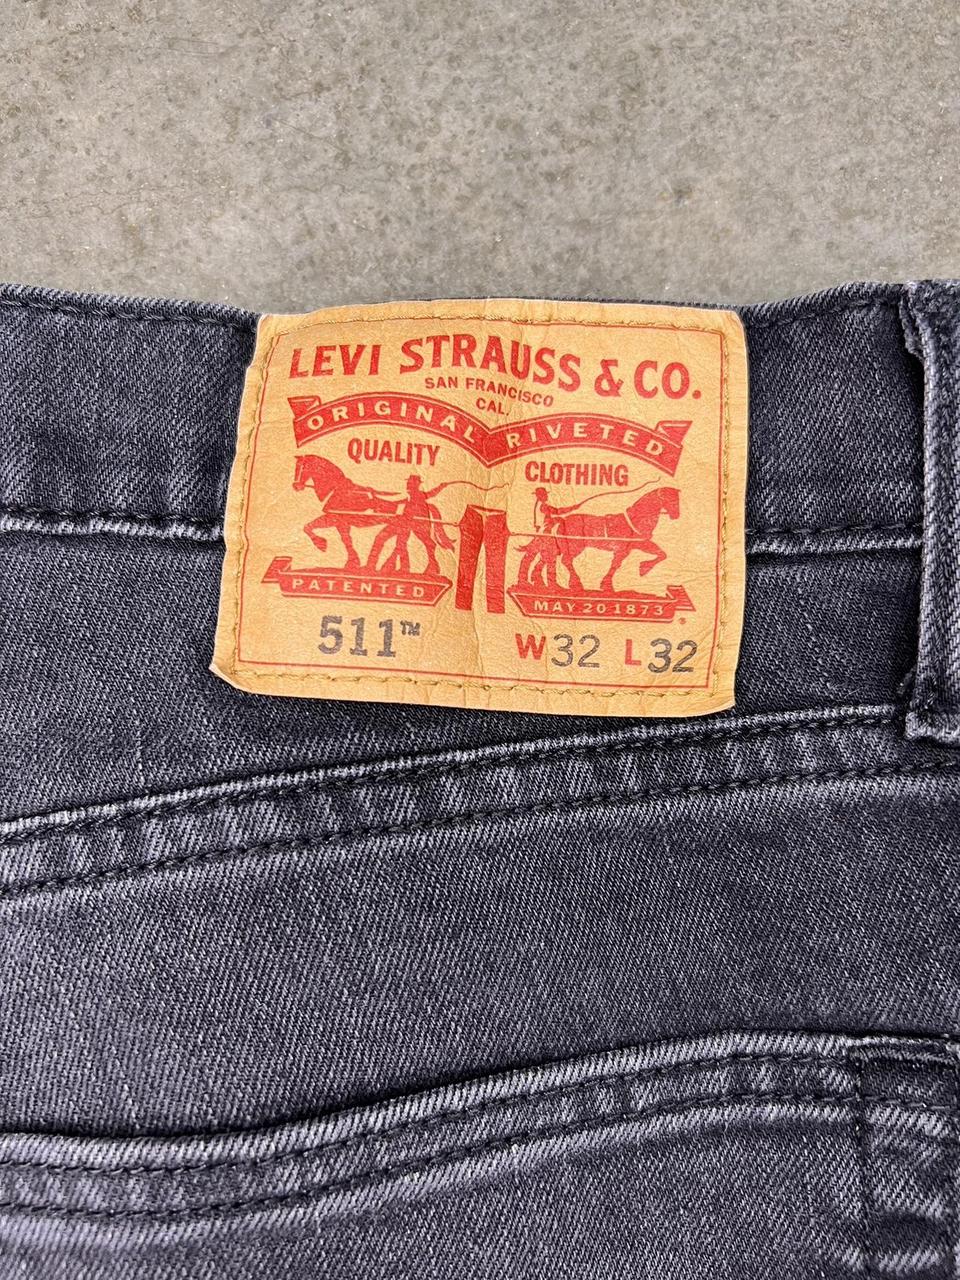 LEVI STRAUSS & CO.
SAN FRANCISCO
CAL.
ORIGINAL RIVETED
QUALITY CLOTHING
PATENTED MAY 20 1873 ®
511™ W32 L32